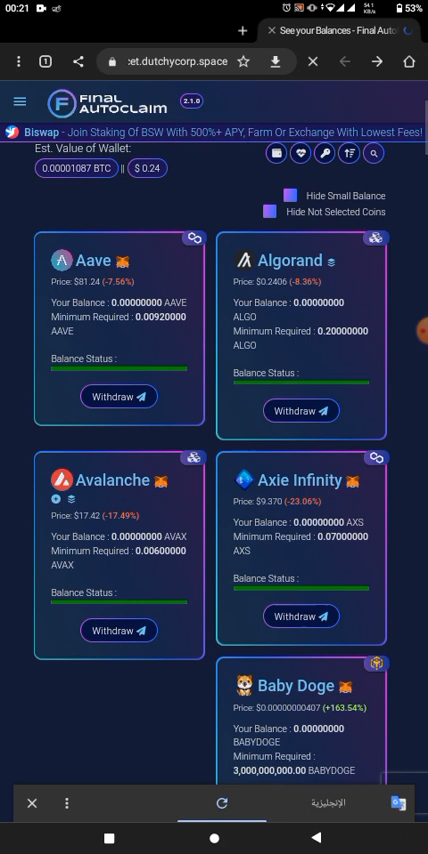 00:21
54.1
KB/s
53%
See your Balances - Final Auto
1
:et.dutchycorp.space
FINAL
AUTOCLAIM
2.1.0
Biswap - Join Staking Of BSW With 500%+ APY, Farm Or Exchange With Lowest Fees!
Est. Value of Wallet:
0.00001087 BTC || $ 0.24
Hide Small Balance
Hide Not Selected Coins
Aave
Price: $81.24 (-7.56%)
Your Balance : 0.00000000 AAVE
Minimum Required : 0.00920000
AAVE
Balance Status :
Withdraw
Algorand
Price: $0.2406 (-8.36%)
Your Balance : 0.00000000
ALGO
Minimum Required : 0.20000000
ALGO
Balance Status :
Withdraw
Avalanche
Price: $17.42 (-17.49%)
Your Balance : 0.00000000 AVAX
Minimum Required : 0.00600000
AVAX
Balance Status :
Withdraw
Axie Infinity
Price: $9.370 (-23.06%)
Your Balance : 0.00000000 AXS
Minimum Required : 0.07000000
AXS
Balance Status :
Withdraw
Baby Doge
Price: $0.00000000407 (+163.54%)
Your Balance : 0.00000000
BABYDOGE
Minimum Required :
3,000,000,000.00 BABYDOGE
الإنجليزية